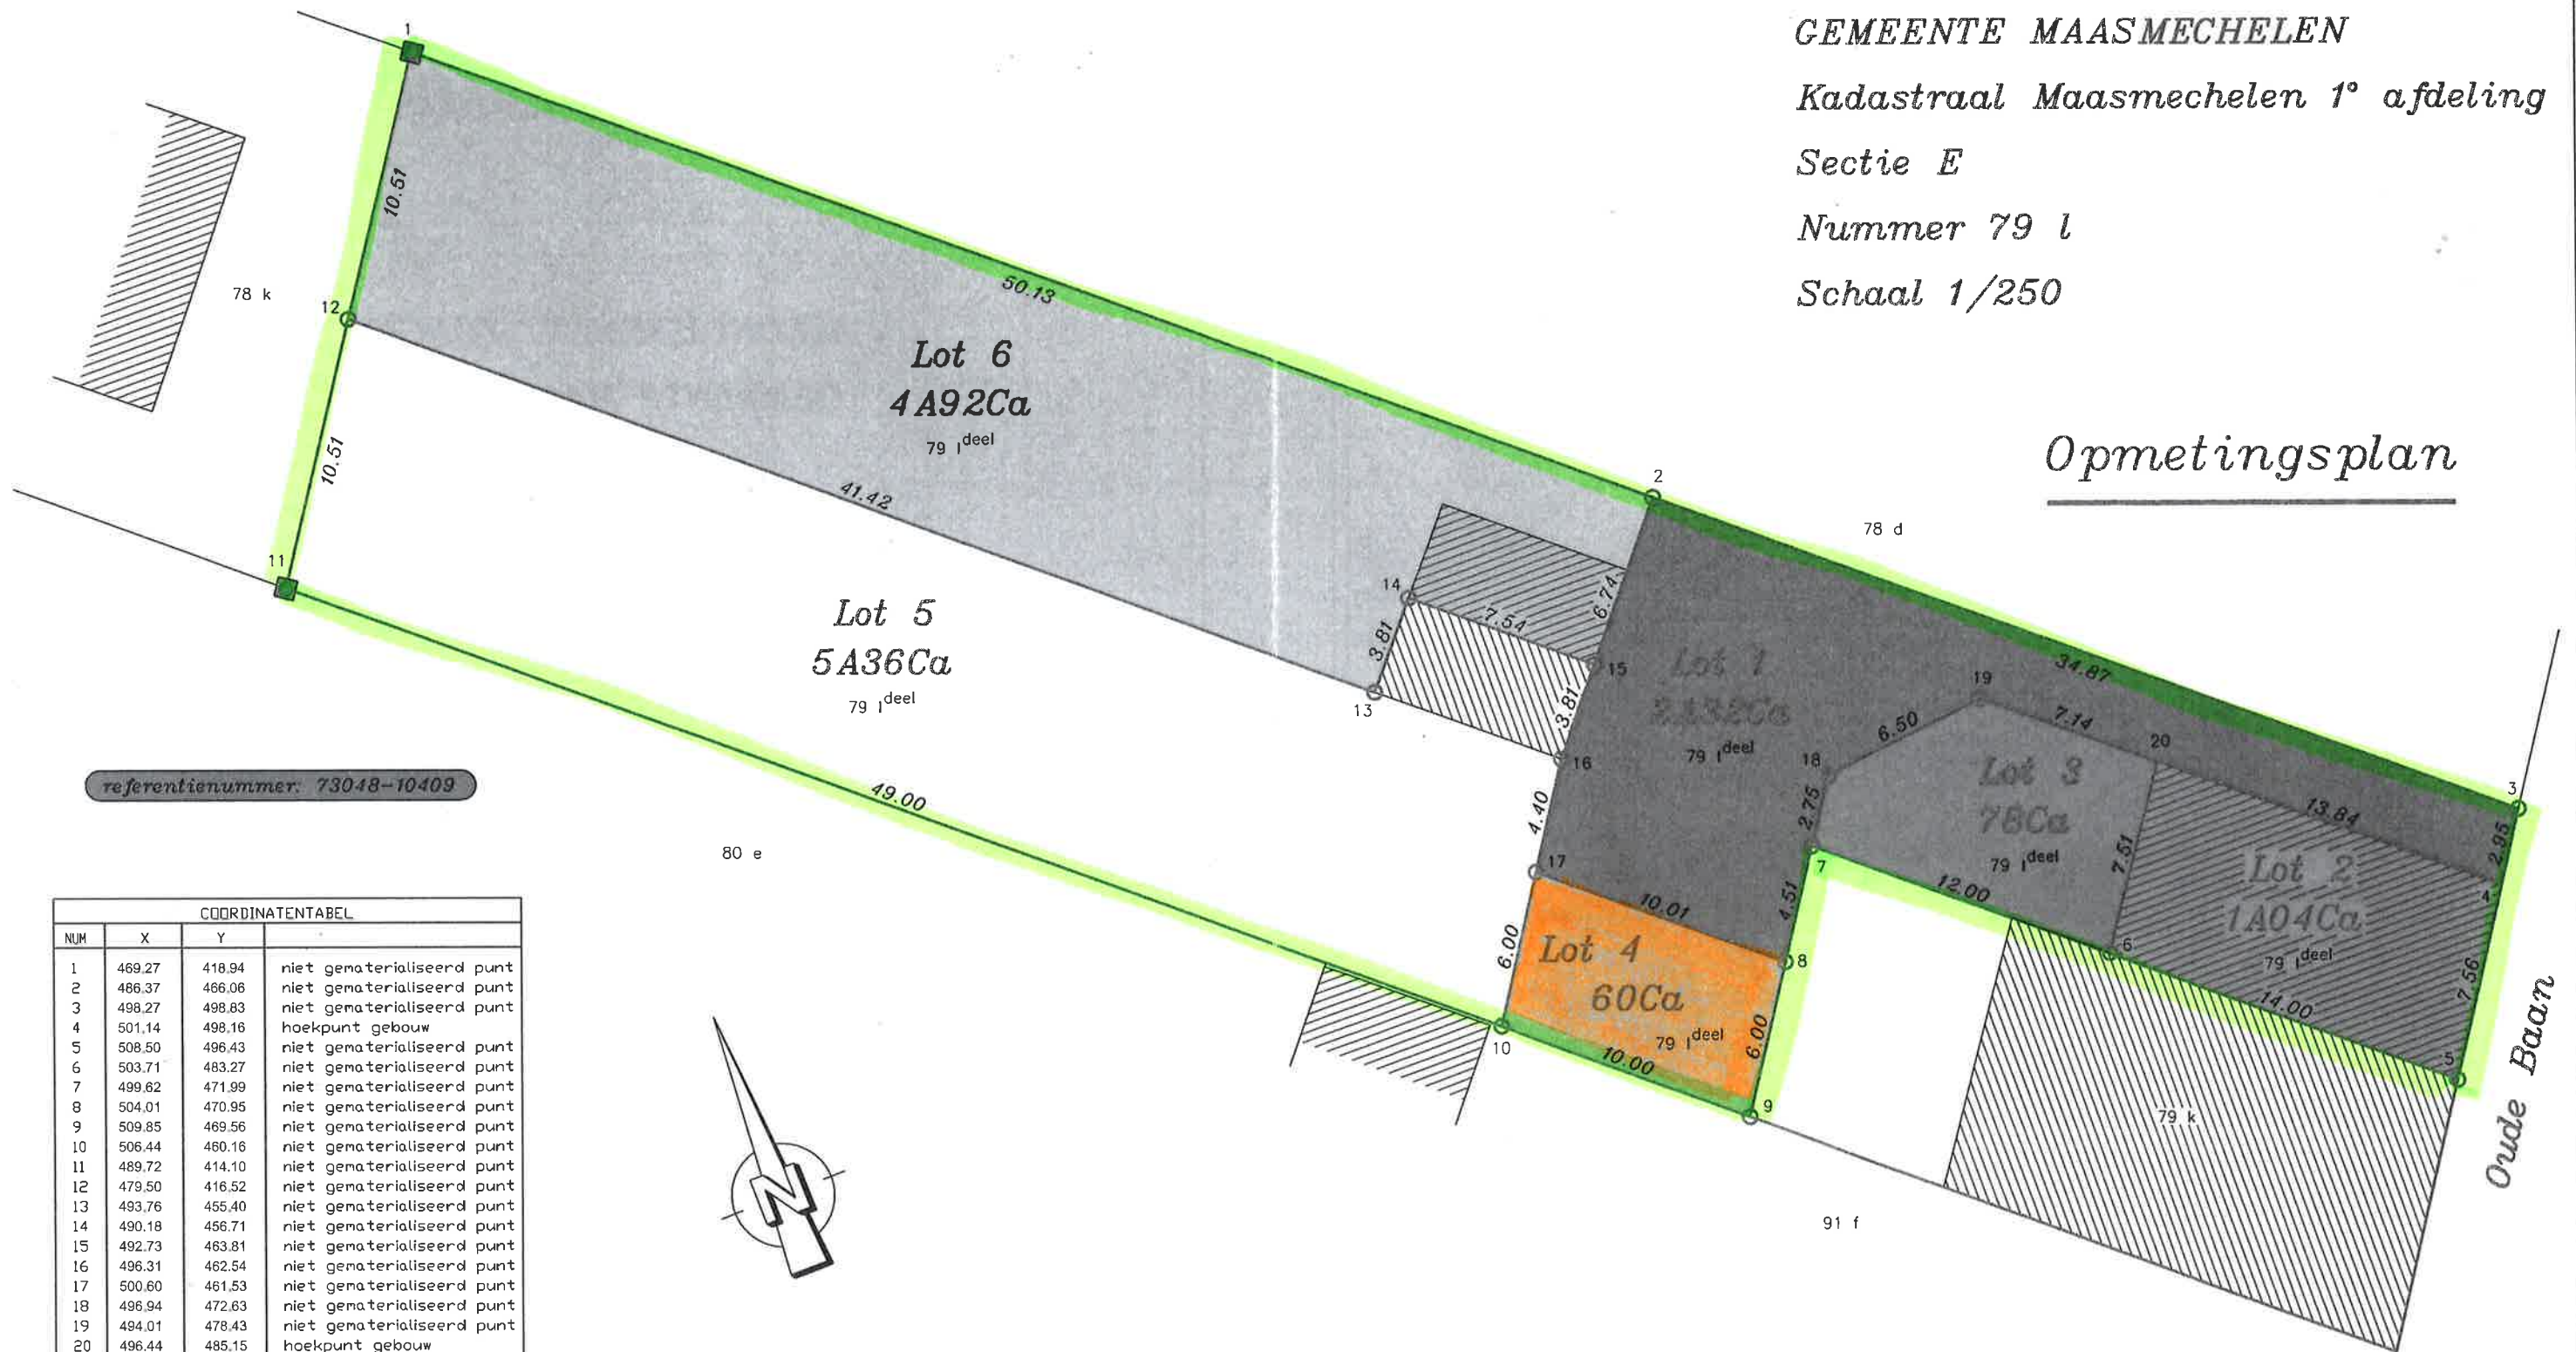 GEMEENTE MAASMECHELEN
Kadastraal Maasmechelen 1° afdeling
Sectie E
Nummer 79 l
Schaal 1/250
Opmetingsplan
1
10.51
78 k
12
50.13
Lot 6
4A92Ca
79 l deel
10.51
41.42
2
78 d
11
Lot 5
5A36Ca
79 l deel
14
7.54
6.74
3.81
13
15
3.81
16
Lot 1
2A32Ca
79 l deel
34.87
19
6.50
7.14
20
18
2.75
Lot 3
78Ca
79 l deel
13.84
3
2.95
4
7.51
Lot 2
1A04Ca
79 l deel
7.56
14.00
5
6
12.00
7
4.51
4.40
17
10.01
8
6.00
Lot 4
60Ca
79 l deel
6.00
10.00
10
9
49.00
80 e
79 k
91 f
Oude Baan
N
referentienummer: 73048-10409
COORDINATENTABEL
NUM X Y
1 469.27 418.94 niet gematerialiseerd punt
2 486.37 466.06 niet gematerialiseerd punt
3 498.27 498.83 niet gematerialiseerd punt
4 501.14 498.16 hoekpunt gebouw
5 508.50 496.43 niet gematerialiseerd punt
6 503.71 483.27 niet gematerialiseerd punt
7 499.62 471.99 niet gematerialiseerd punt
8 504.01 470.95 niet gematerialiseerd punt
9 509.85 469.56 niet gematerialiseerd punt
10 506.44 460.16 niet gematerialiseerd punt
11 489.72 414.10 niet gematerialiseerd punt
12 479.50 416.52 niet gematerialiseerd punt
13 493.76 455.40 niet gematerialiseerd punt
14 490.18 456.71 niet gematerialiseerd punt
15 492.73 463.81 niet gematerialiseerd punt
16 496.31 462.54 niet gematerialiseerd punt
17 500.60 461.53 niet gematerialiseerd punt
18 496.94 472.63 niet gematerialiseerd punt
19 494.01 478.43 niet gematerialiseerd punt
20 496.44 485.15 hoekpunt gebouw